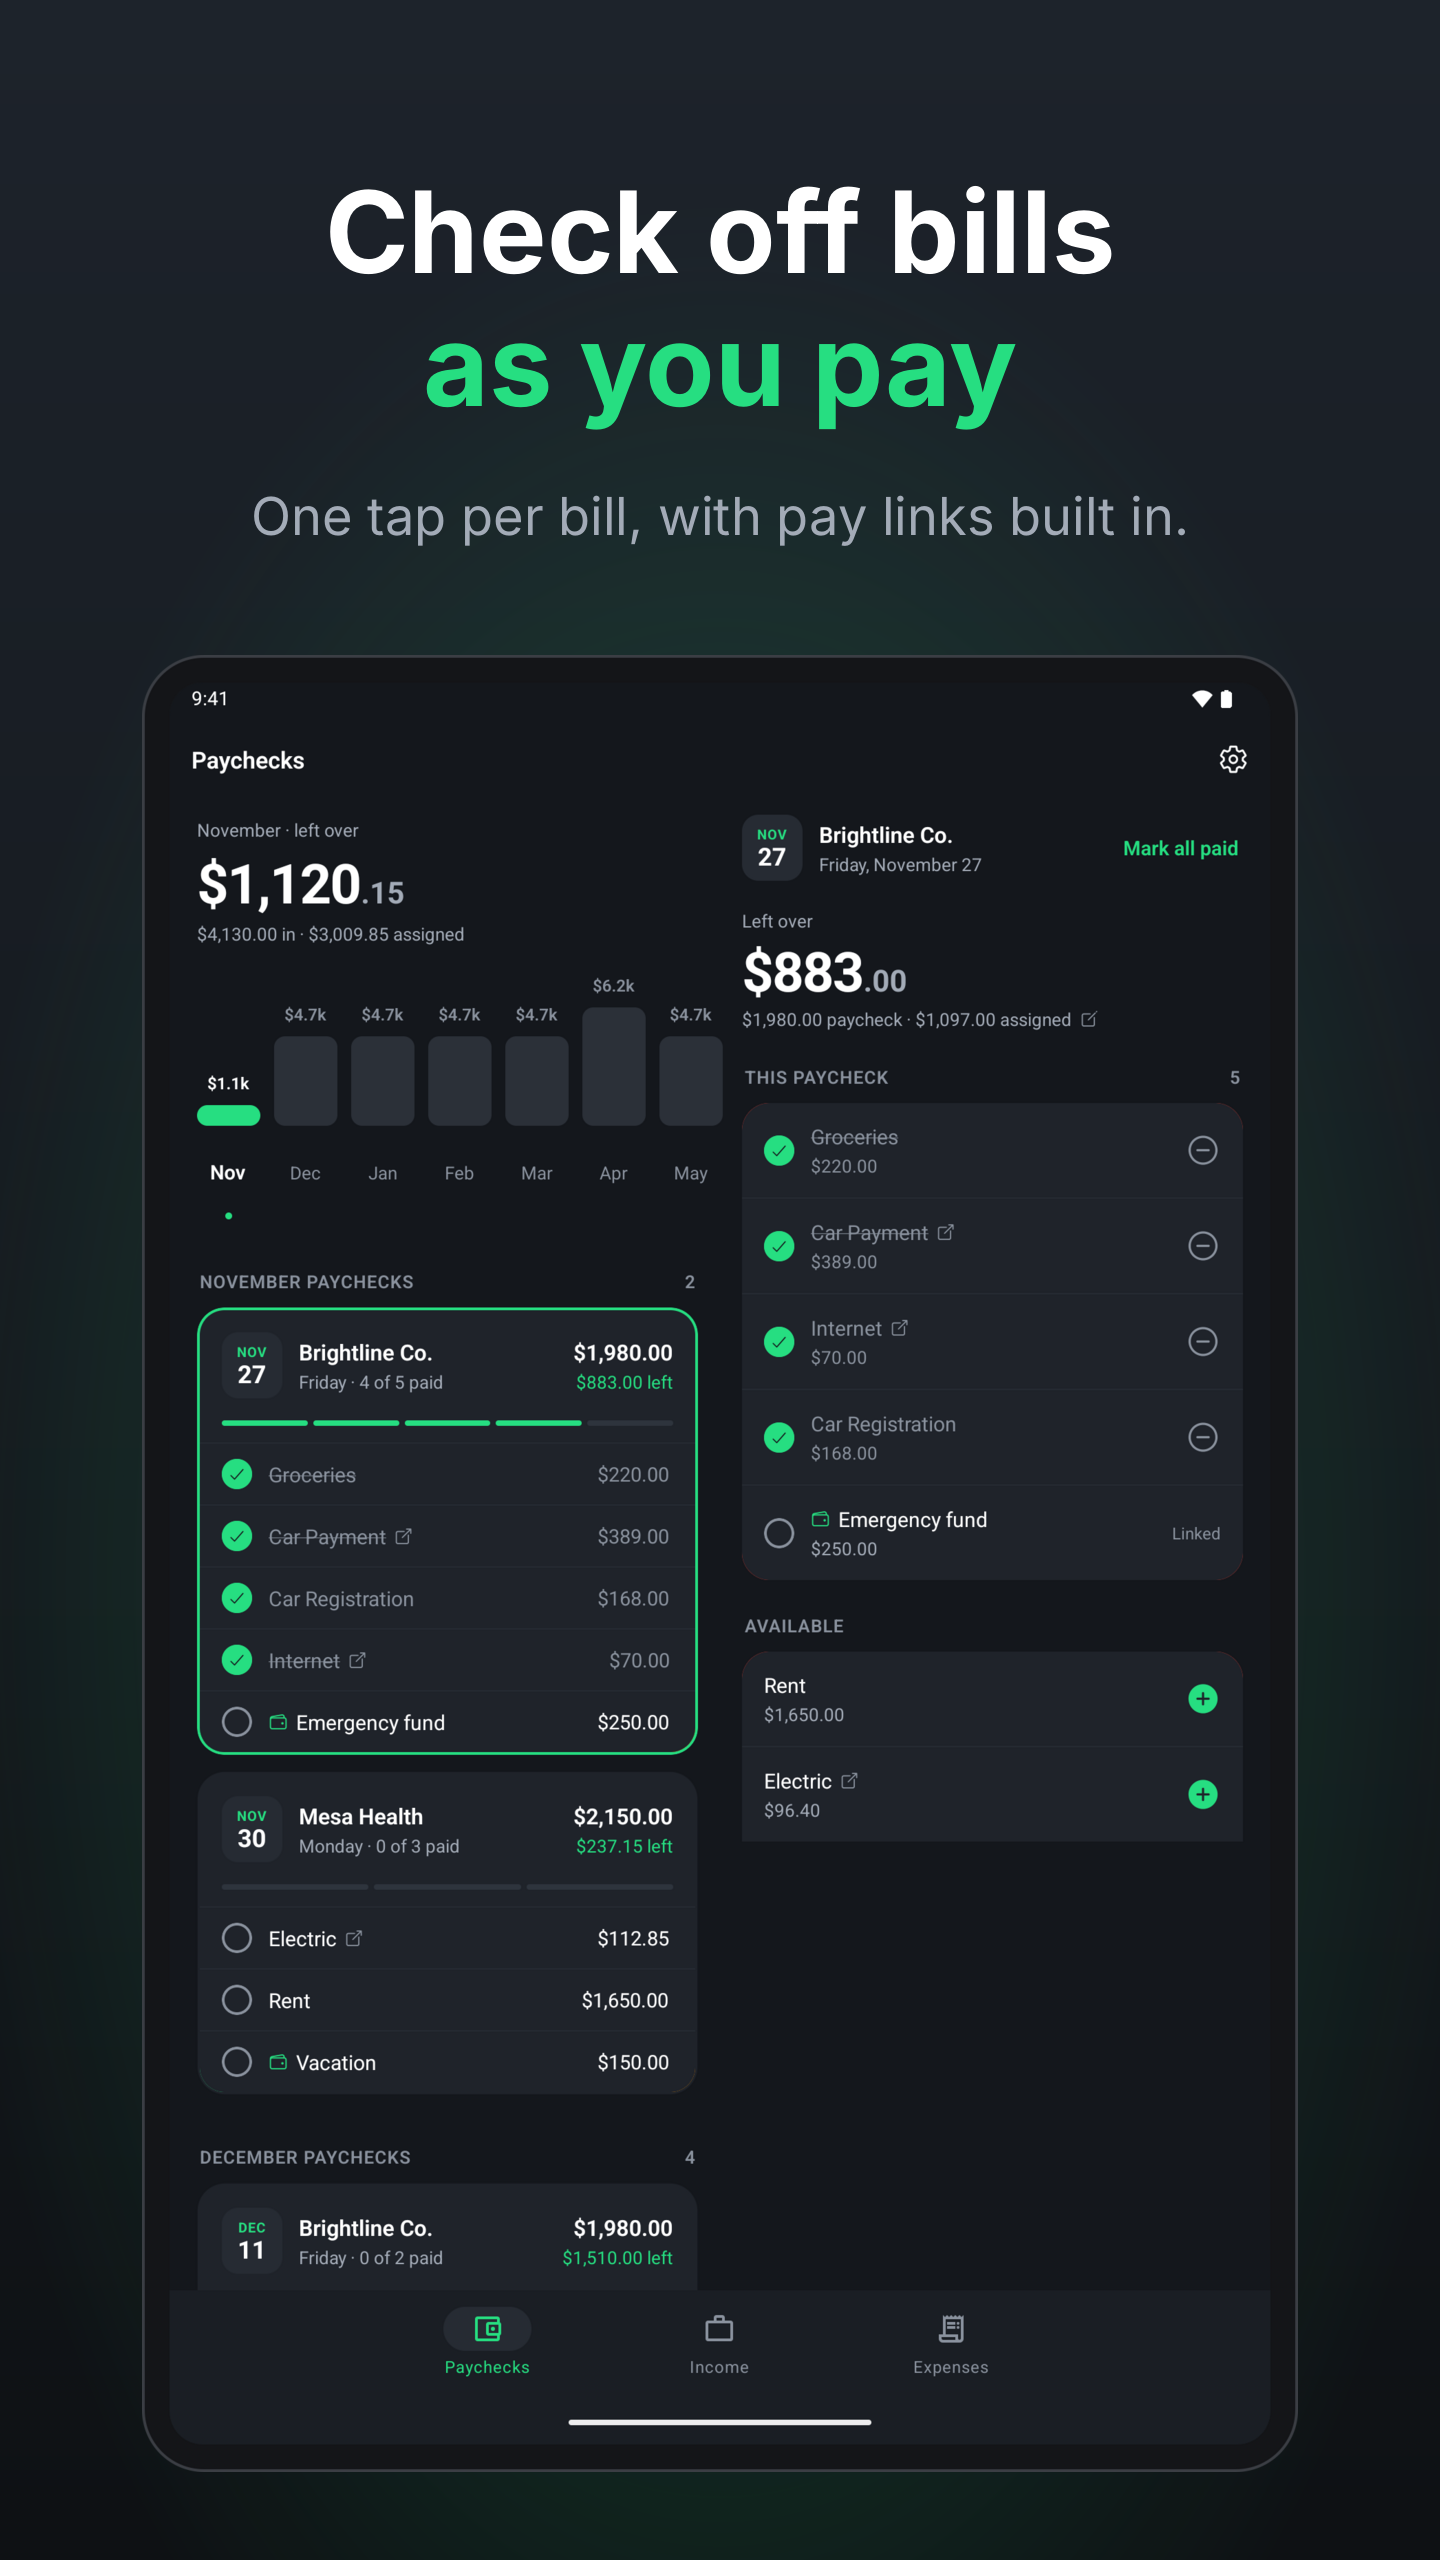 Check off bills
as you pay
One tap per bill, with pay links built in.
9:41
Paychecks
November · left over
$1,120.15
$4,130.00 in · $3,009.85 assigned
$1.1k
$4.7k
$4.7k
$4.7k
$4.7k
$6.2k
$4.7k
Nov
Dec
Jan
Feb
Mar
Apr
May
NOVEMBER PAYCHECKS 2
NOV
27
Brightline Co. $1,980.00
Friday · 4 of 5 paid $883.00 left
Groceries $220.00
Car Payment $389.00
Car Registration $168.00
Internet $70.00
Emergency fund $250.00
NOV
30
Mesa Health $2,150.00
Monday · 0 of 3 paid $237.15 left
Electric $112.85
Rent $1,650.00
Vacation $150.00
DECEMBER PAYCHECKS 4
DEC
11
Brightline Co. $1,980.00
Friday · 0 of 2 paid $1,510.00 left
NOV
27
Brightline Co.
Friday, November 27
Mark all paid
Left over
$883.00
$1,980.00 paycheck · $1,097.00 assigned
THIS PAYCHECK 5
Groceries
$220.00
Car Payment
$389.00
Internet
$70.00
Car Registration
$168.00
Emergency fund
$250.00
Linked
AVAILABLE
Rent
$1,650.00
Electric
$96.40
Paychecks
Income
Expenses